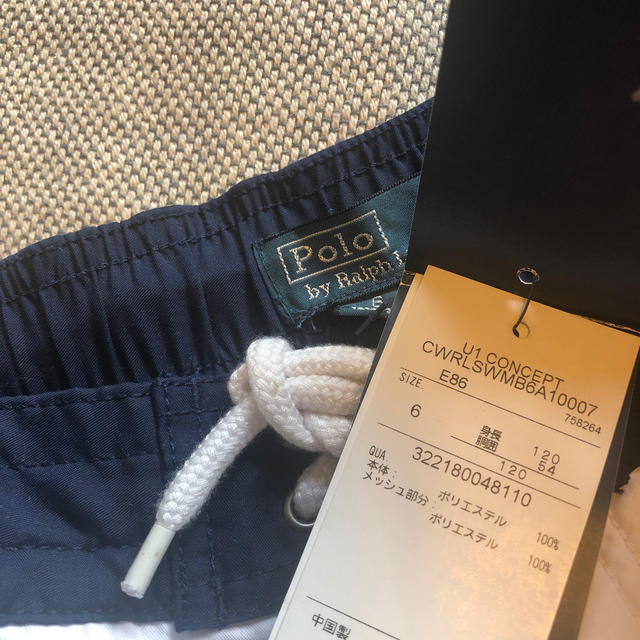 Polo
by Ralph
U1 CONCEPT
CWRLSWMB6A10007
E86
758264
SIZE.
6
身長 120
胴囲 54
120
QUA. 322180048110
本体: ポリエステル 100%
メッシュ部分: ポリエステル 100%
中国製